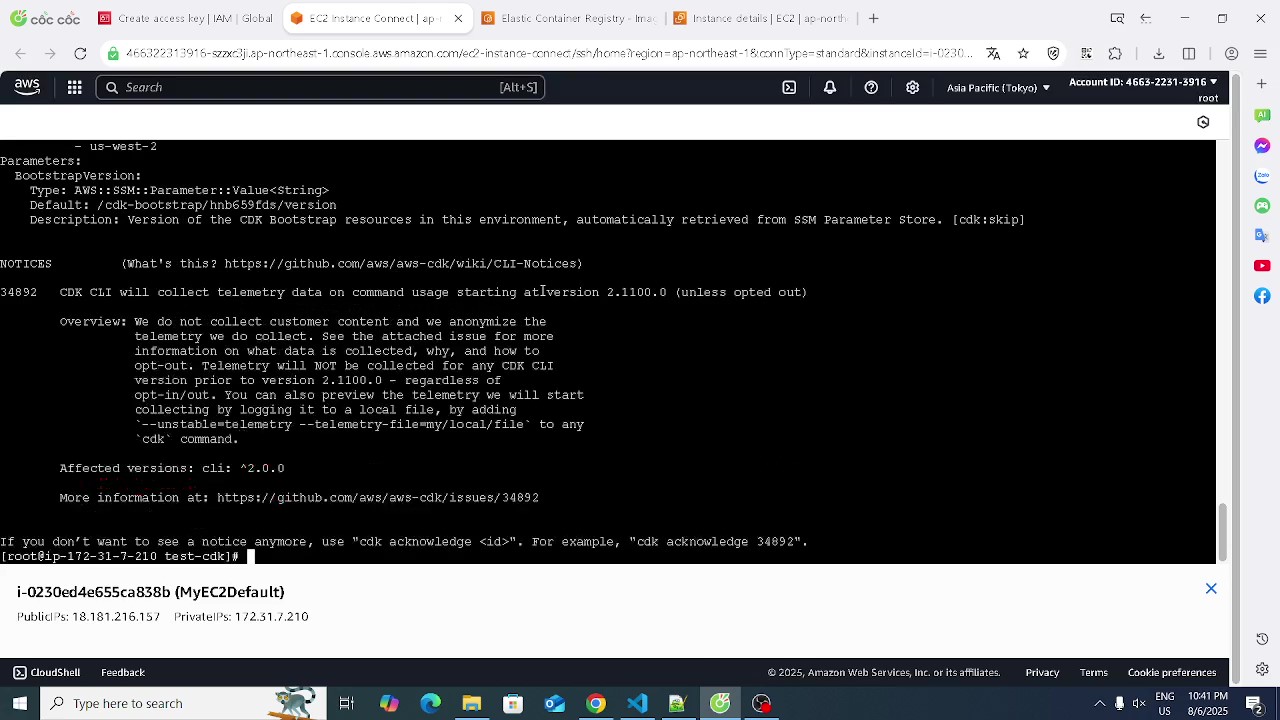 cốc cốc
Create access key | IAM | Global
EC2 Instance Connect | ap-r
Elastic Container Registry - Imag
Instance details | EC2 | ap-north
466322313916-szzxc3j.ap-northeast-1.console.aws.amazon.com/ec2-instance-connect/ssh/home?region=ap-northeast-1&connType=standard&instanceId=i-0230...
aws
Search
[Alt+S]
Asia Pacific (Tokyo)
Account ID: 4663-2231-3916
root
- us-west-2
Parameters:
BootstrapVersion:
Type: AWS::SSM::Parameter::Value<String>
Default: /cdk-bootstrap/hnb659fds/version
Description: Version of the CDK Bootstrap resources in this environment, automatically retrieved from SSM Parameter Store. [cdk:skip]
NOTICES (What's this? https://github.com/aws/aws-cdk/wiki/CLI-Notices)
34892 CDK CLI will collect telemetry data on command usage starting at version 2.1100.0 (unless opted out)
Overview: We do not collect customer content and we anonymize the
telemetry we do collect. See the attached issue for more
information on what data is collected, why, and how to
opt-out. Telemetry will NOT be collected for any CDK CLI
version prior to version 2.1100.0 - regardless of
opt-in/out. You can also preview the telemetry we will start
collecting by logging it to a local file, by adding
`--unstable=telemetry --telemetry-file=my/local/file` to any
`cdk` command.
Affected versions: cli: ^2.0.0
More information at: https://github.com/aws/aws-cdk/issues/34892
If you don't want to see a notice anymore, use "cdk acknowledge <id>". For example, "cdk acknowledge 34892".
[root@ip-172-31-7-210 test-cdk]#
i-0230ed4e655ca838b (MyEC2Default)
PublicIPs: 18.181.216.157 PrivateIPs: 172.31.7.210
CloudShell Feedback
© 2025, Amazon Web Services, Inc. or its affiliates. Privacy Terms Cookie preferences
Type here to search
AI
Zalo
ENG
US
10:41 PM
8/6/2025
2